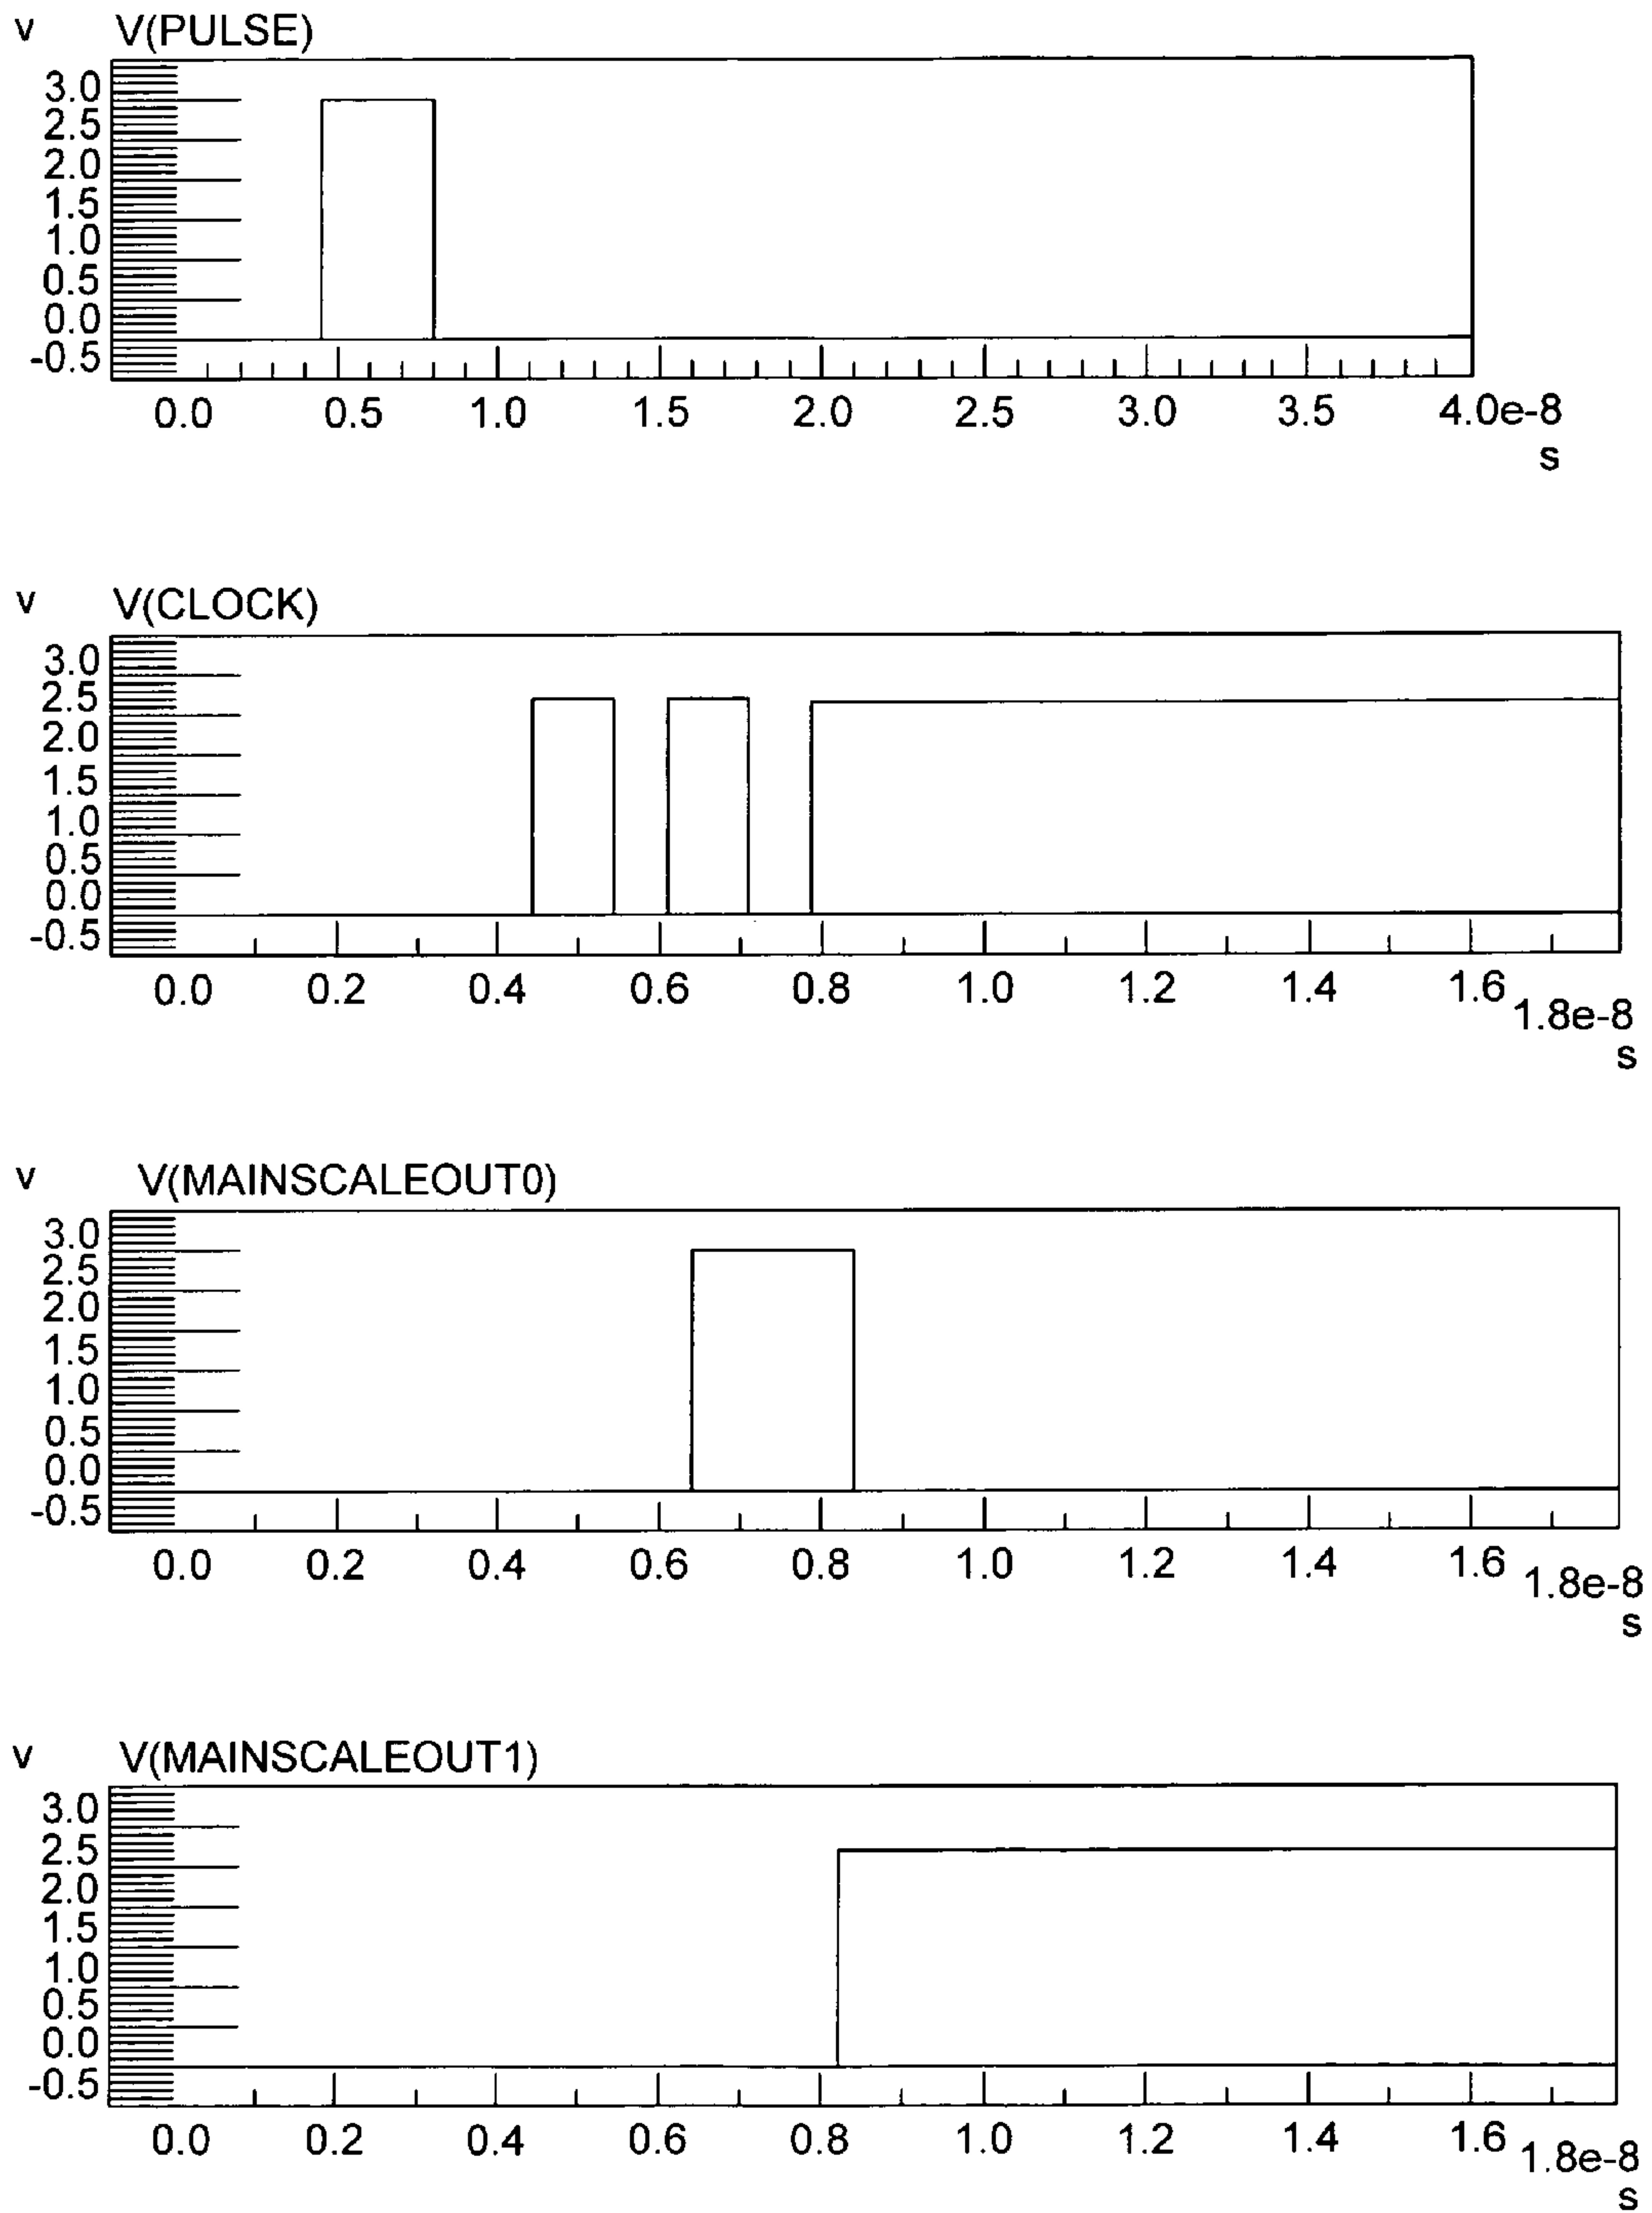 v V(PULSE)
3.0
2.5
2.0
1.5
1.0
0.5
0.0
-0.5
0.0 0.5 1.0 1.5 2.0 2.5 3.0 3.5 4.0e-8
s
v V(CLOCK)
3.0
2.5
2.0
1.5
1.0
0.5
0.0
-0.5
0.0 0.2 0.4 0.6 0.8 1.0 1.2 1.4 1.6 1.8e-8
s
v V(MAINSCALEOUT0)
3.0
2.5
2.0
1.5
1.0
0.5
0.0
-0.5
0.0 0.2 0.4 0.6 0.8 1.0 1.2 1.4 1.6 1.8e-8
s
v V(MAINSCALEOUT1)
3.0
2.5
2.0
1.5
1.0
0.5
0.0
-0.5
0.0 0.2 0.4 0.6 0.8 1.0 1.2 1.4 1.6 1.8e-8
s